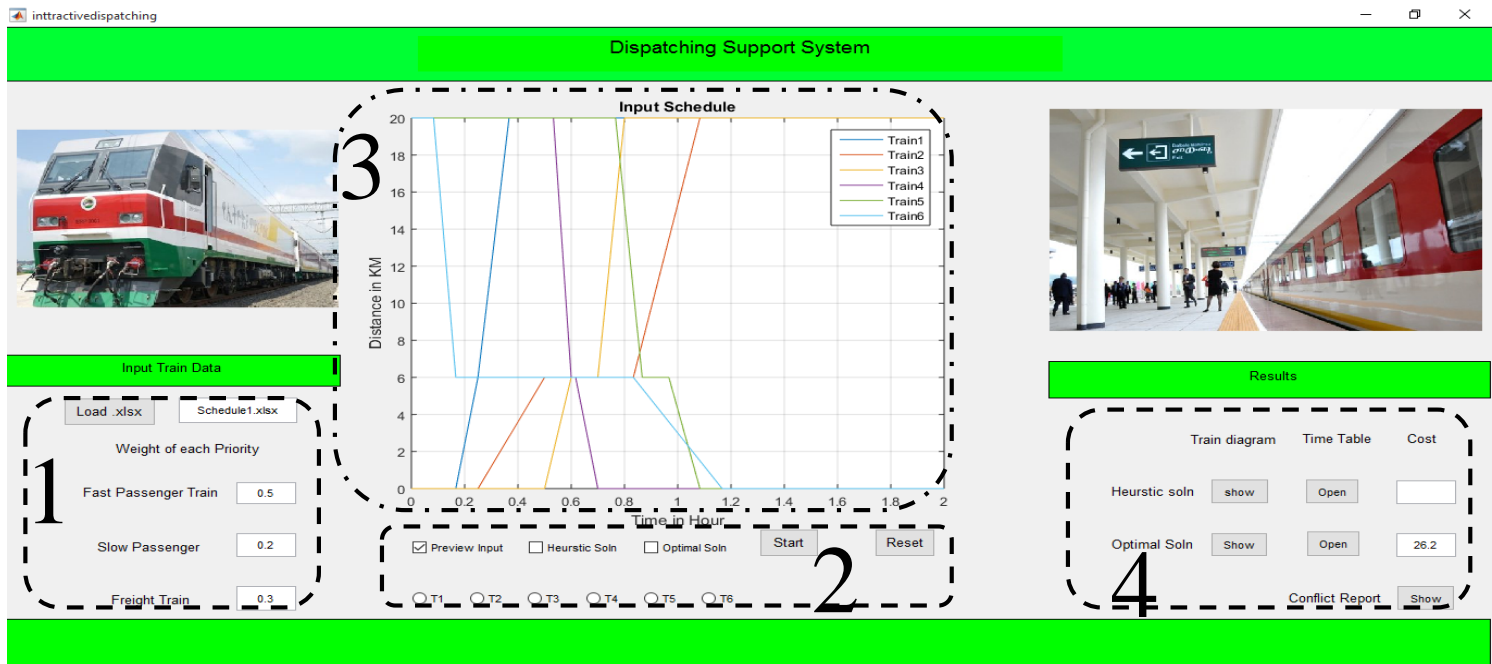 inttractivedispatching
Dispatching Support System
Input Train Data
Load .xlsx
Schedule1.xlsx
Weight of each Priority
Fast Passenger Train
0.5
Slow Passenger
0.2
Freight Train
0.3
1
3
Input Schedule
Distance in KM
20
18
16
14
12
10
8
6
4
2
0
0 0.2 0.4 0.6 0.8 1 1.2 1.4 1.6 1.8 2
Time in Hour
Train1
Train2
Train3
Train4
Train5
Train6
Preview Input
Heurstic Soln
Optimal Soln
Start
Reset
T1
T2
T3
T4
T5
T6
2
Exit
1
Results
Train diagram
Time Table
Cost
Heurstic soln
show
Open
Optimal Soln
Show
Open
26.2
Conflict Report
Show
4